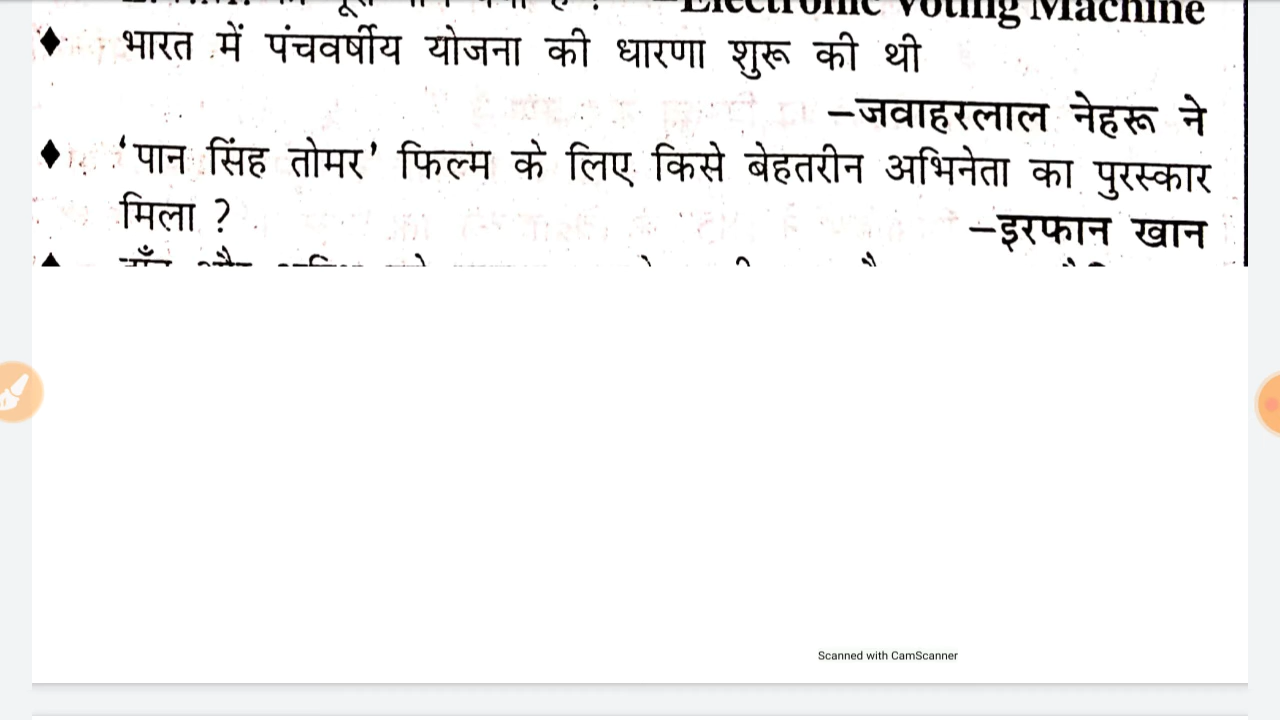 Electronic Voting Machine
♦ भारत में पंचवर्षीय योजना की धारणा शुरू की थी
–जवाहरलाल नेहरू ने
♦ ‘पान सिंह तोमर’ फिल्म के लिए किसे बेहतरीन अभिनेता का पुरस्कार
मिला ?
–इरफान खान
Scanned with CamScanner